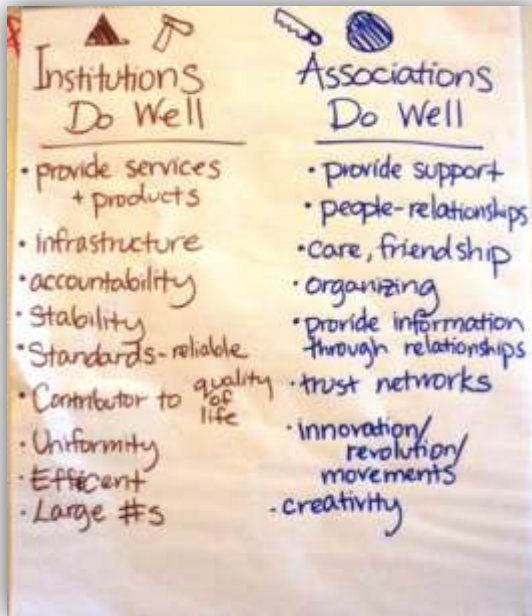 Institutions
Do Well
• provide services
+ products
• infrastructure
• accountability
• Stability
• Standards-reliable
• Contributor to quality
of
life
• Uniformity
• Efficent
• Large #s
Associations
Do Well
• provide support
• people-relationships
• care, friendship
• organizing
• provide information
through relationships
• trust networks
• innovation/
revolution/
movements
• creativity